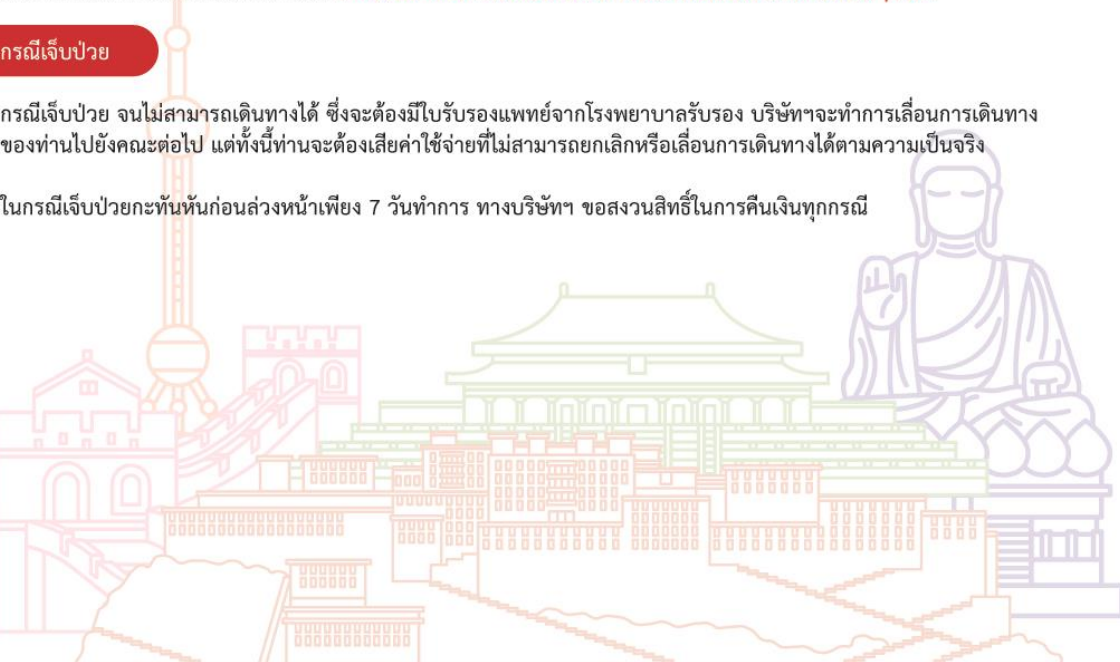 กรณีเจ็บป่วย
กรณีเจ็บป่วย จนไม่สามารถเดินทางได้ ซึ่งจะต้องมีใบรับรองแพทย์จากโรงพยาบาลรับรอง บริษัทฯจะทำการเลื่อนการเดินทาง
ของท่านไปยังคณะต่อไป แต่ทั้งนี้ท่านจะต้องเสียค่าใช้จ่ายที่ไม่สามารถยกเลิกหรือเลื่อนการเดินทางได้ตามความเป็นจริง
ในกรณีเจ็บป่วยกะทันหันก่อนล่วงหน้าเพียง 7 วันทำการ ทางบริษัทฯ ขอสงวนสิทธิ์ในการคืนเงินทุกกรณี